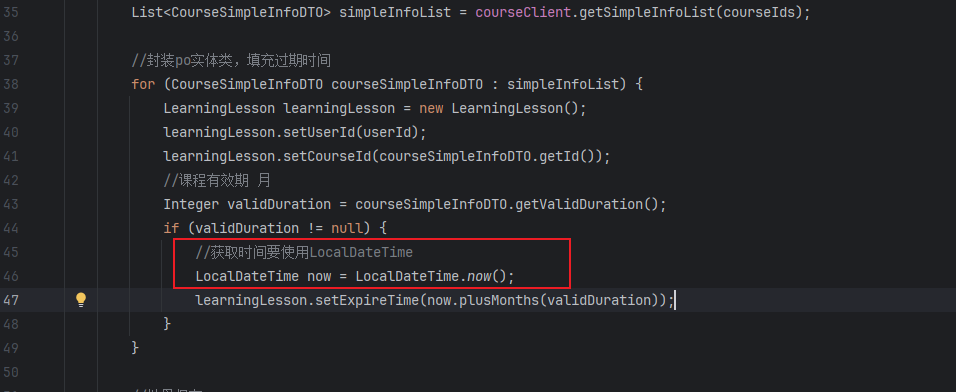 35 List<CourseSimpleInfoDTO> simpleInfoList = courseClient.getSimpleInfoList(courseIds);
36
37 //封装po实体类，填充过期时间
38 for (CourseSimpleInfoDTO courseSimpleInfoDTO : simpleInfoList) {
39 LearningLesson learningLesson = new LearningLesson();
40 learningLesson.setUserId(userId);
41 learningLesson.setCourseId(courseSimpleInfoDTO.getId());
42 //课程有效期 月
43 Integer validDuration = courseSimpleInfoDTO.getValidDuration();
44 if (validDuration != null) {
45 //获取时间要使用LocalDateTime
46 LocalDateTime now = LocalDateTime.now();
47 learningLesson.setExpireTime(now.plusMonths(validDuration));
48 }
49 }
50